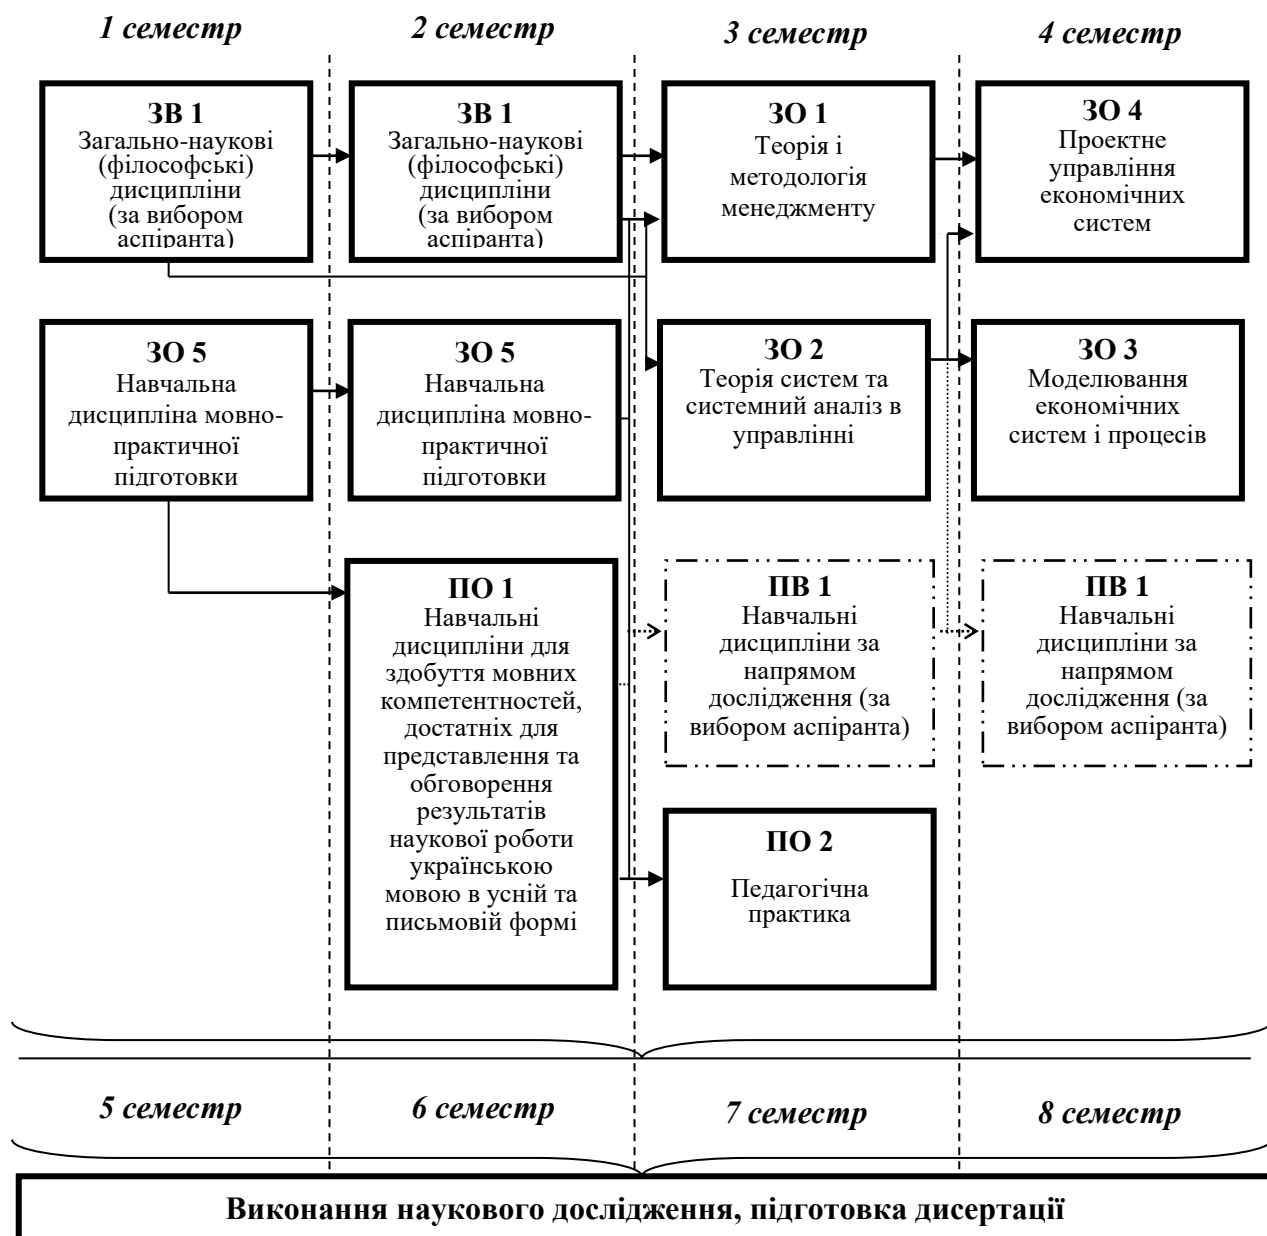 1 семестр
2 семестр
3 семестр
4 семестр
ЗВ 1
Загально-наукові
(філософські)
дисципліни
(за вибором
аспіранта)
ЗВ 1
Загально-наукові
(філософські)
дисципліни
(за вибором
аспіранта)
ЗО 1
Теорія і
методологія
менеджменту
ЗО 4
Проектне
управління
економічних
систем
ЗО 5
Навчальна
дисципліна мовно-
практичної
підготовки
ЗО 5
Навчальна
дисципліна мовно-
практичної
підготовки
ЗО 2
Теорія систем та
системний аналіз в
управлінні
ЗО 3
Моделювання
економічних
систем і процесів
ПО 1
Навчальні
дисципліни для
здобуття мовних
компетентностей,
достатніх для
представлення та
обговорення
результатів
наукової роботи
українською
мовою в усній та
письмовій формі
ПВ 1
Навчальні
дисципліни за
напрямом
дослідження (за
вибором аспіранта)
ПВ 1
Навчальні
дисципліни за
напрямом
дослідження (за
вибором аспіранта)
ПО 2
Педагогічна
практика
5 семестр
6 семестр
7 семестр
8 семестр
Виконання наукового дослідження, підготовка дисертації